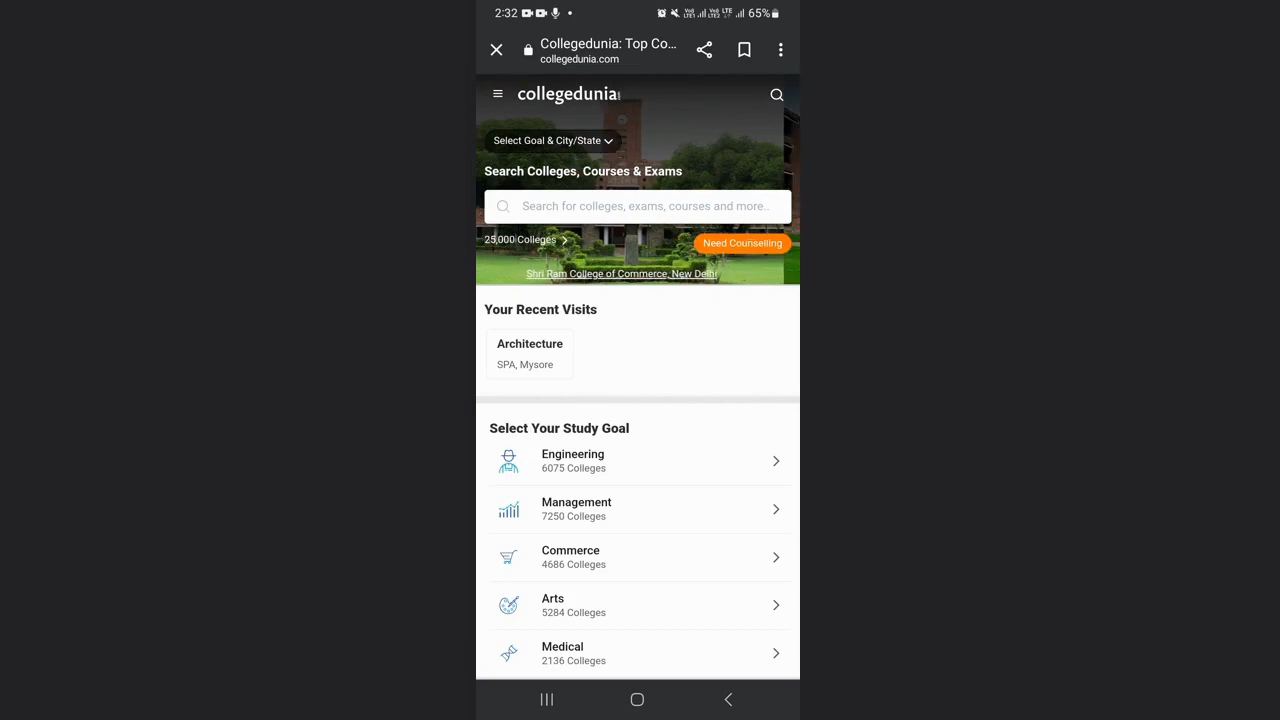 2:32
65%
Collegedunia: Top Co...
collegedunia.com
collegedunia
Select Goal & City/State
Search Colleges, Courses & Exams
Search for colleges, exams, courses and more..
25,000 Colleges
Need Counselling
Shri Ram College of Commerce, New Delhi
Your Recent Visits
Architecture
SPA, Mysore
Select Your Study Goal
Engineering
6075 Colleges
Management
7250 Colleges
Commerce
4686 Colleges
Arts
5284 Colleges
Medical
2136 Colleges